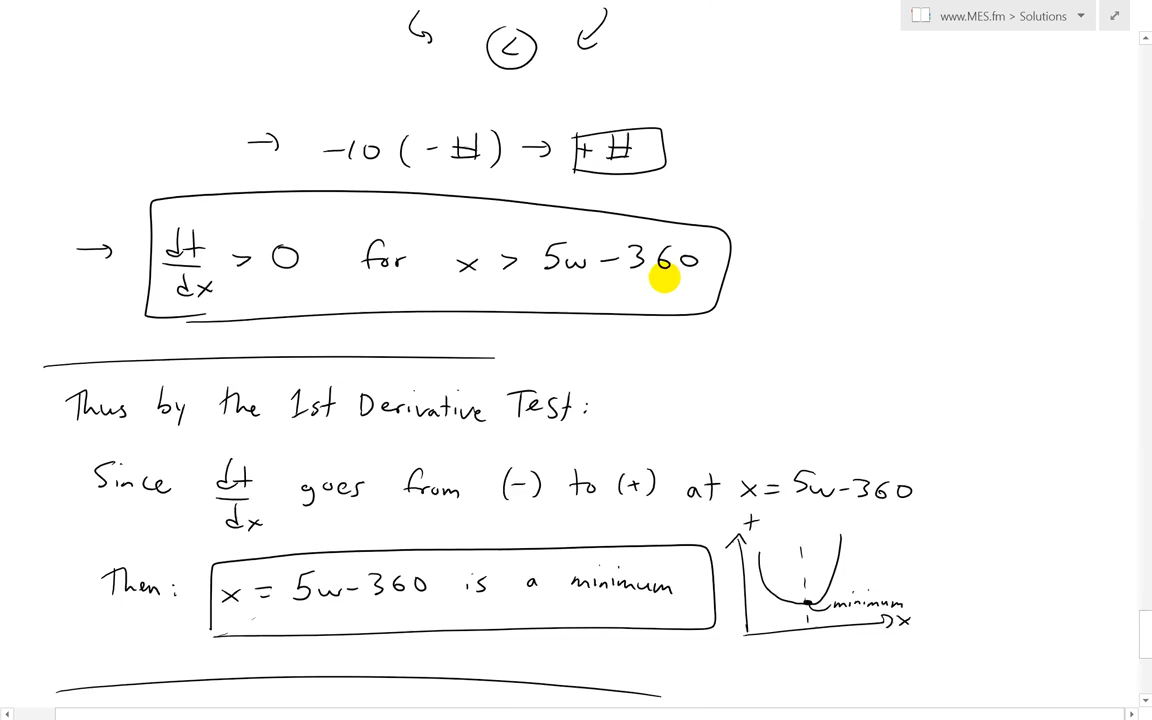 www.MES.fm > Solutions
<
→ -10 (-#) → +#
→ dt/dx > 0 for x > 5w - 360
Thus by the 1st Derivative Test:
Since dt/dx goes from (-) to (+) at x = 5w - 360
Then: x = 5w - 360 is a minimum
t
minimum
x